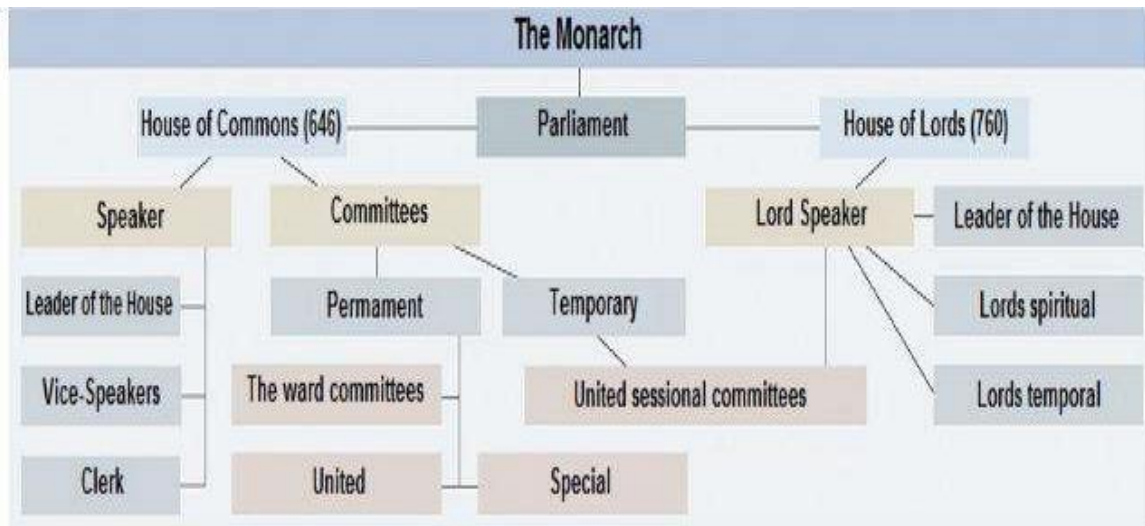 The Monarch
House of Commons (646)
Parliament
House of Lords (760)
Speaker
Committees
Lord Speaker
Leader of the House
Leader of the House
Permament
Temporary
Lords spiritual
Vice-Speakers
The ward committees
United sessional committees
Lords temporal
Clerk
United
Special